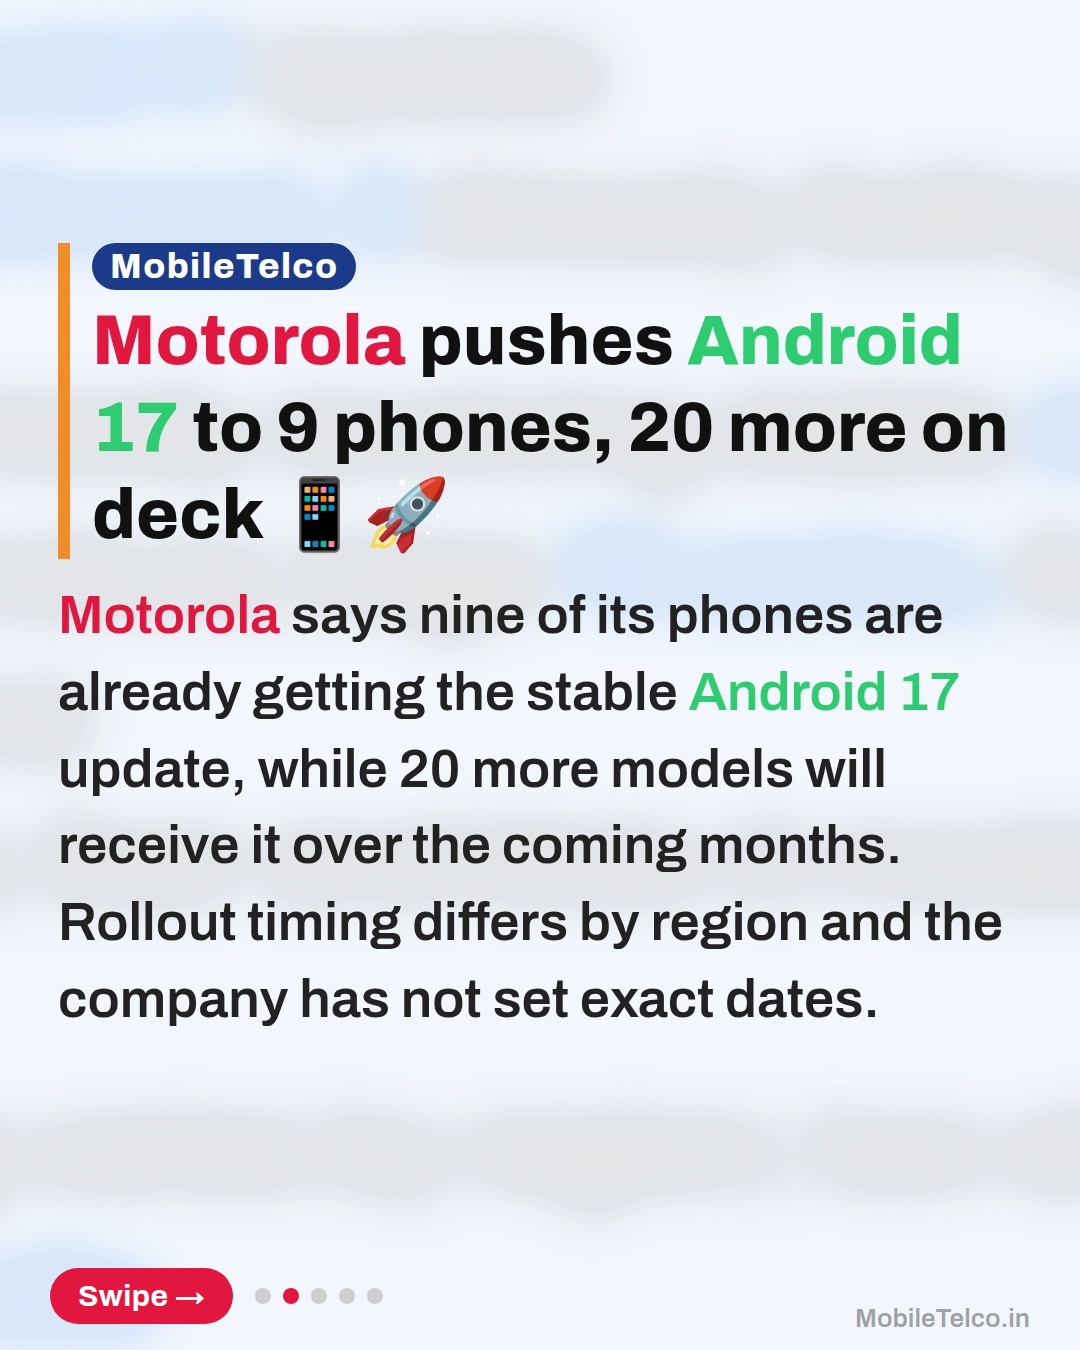 MobileTelco
Motorola pushes Android
17 to 9 phones, 20 more on
deck 📱🚀
Motorola says nine of its phones are
already getting the stable Android 17
update, while 20 more models will
receive it over the coming months.
Rollout timing differs by region and the
company has not set exact dates.
Swipe →
MobileTelco.in